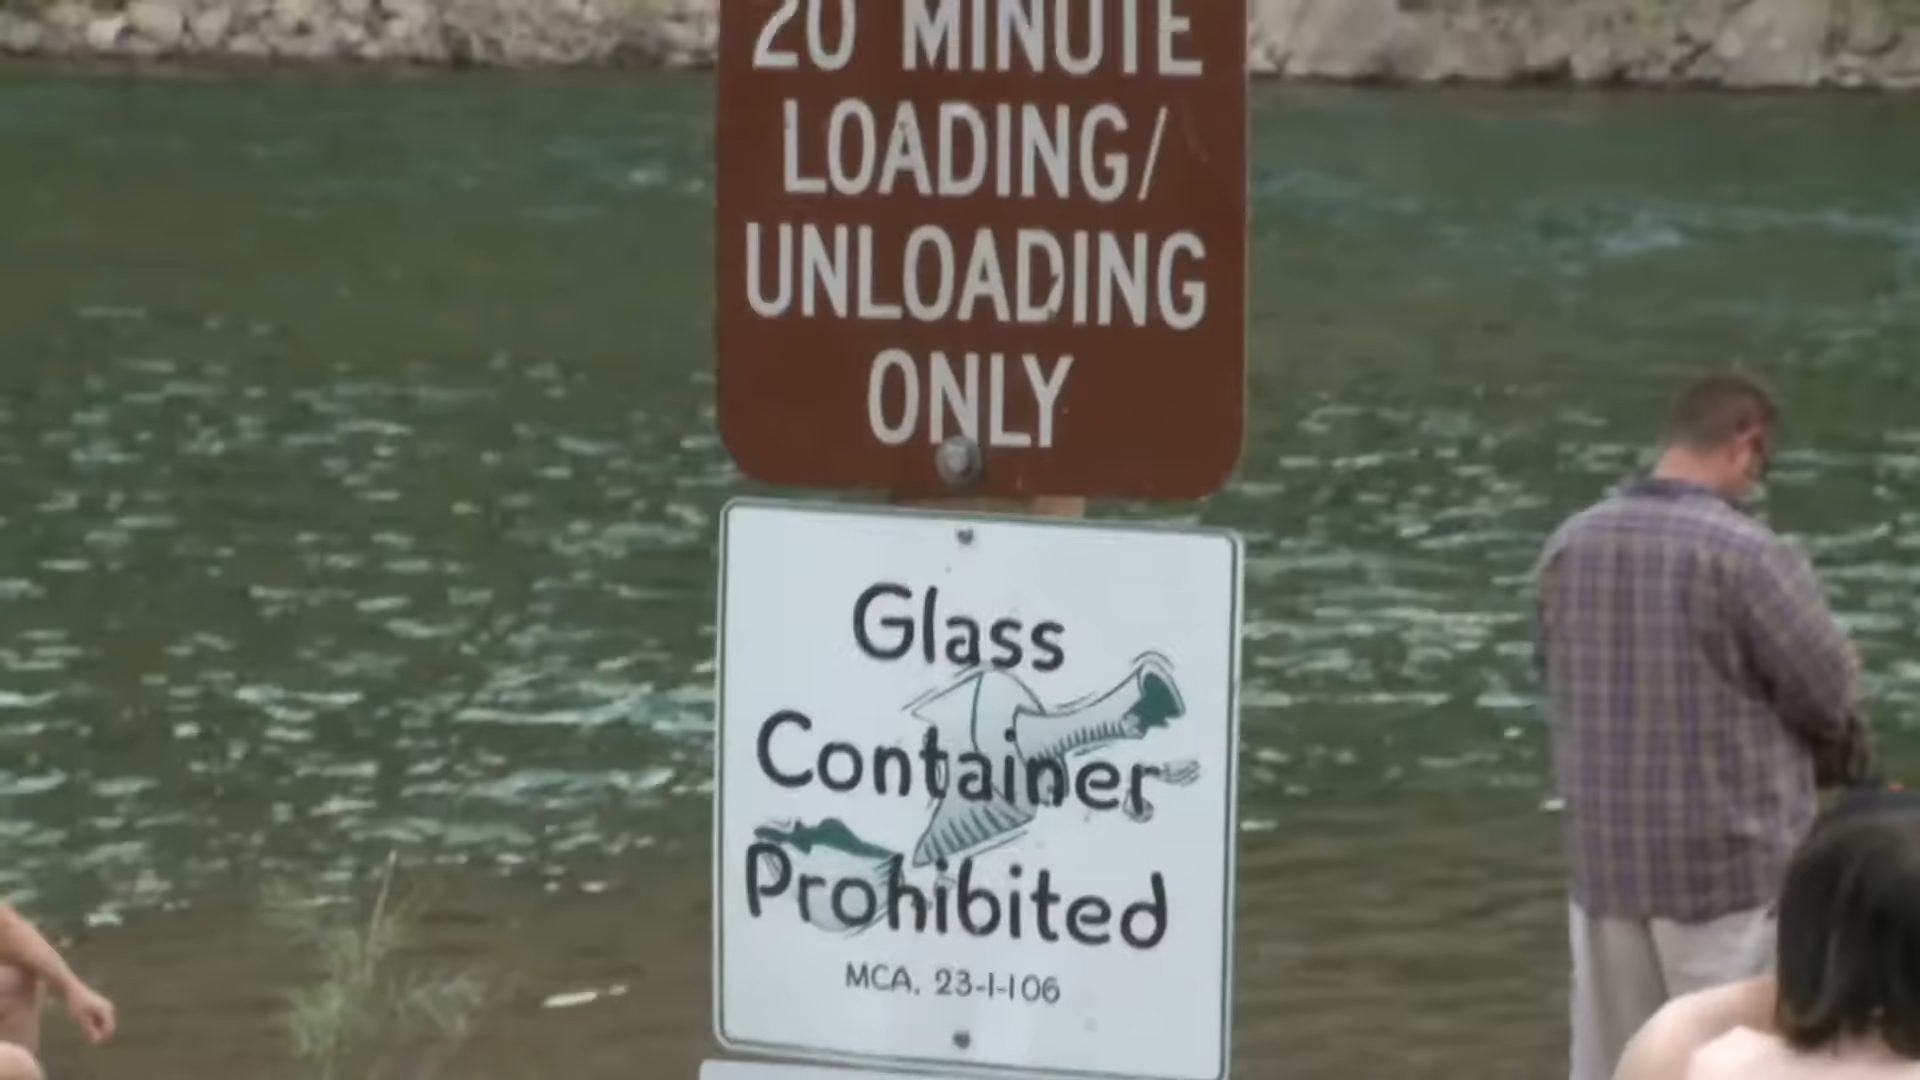 20 MINUTE
LOADING/
UNLOADING
ONLY
Glass
Container
Prohibited
MCA. 23-1-106